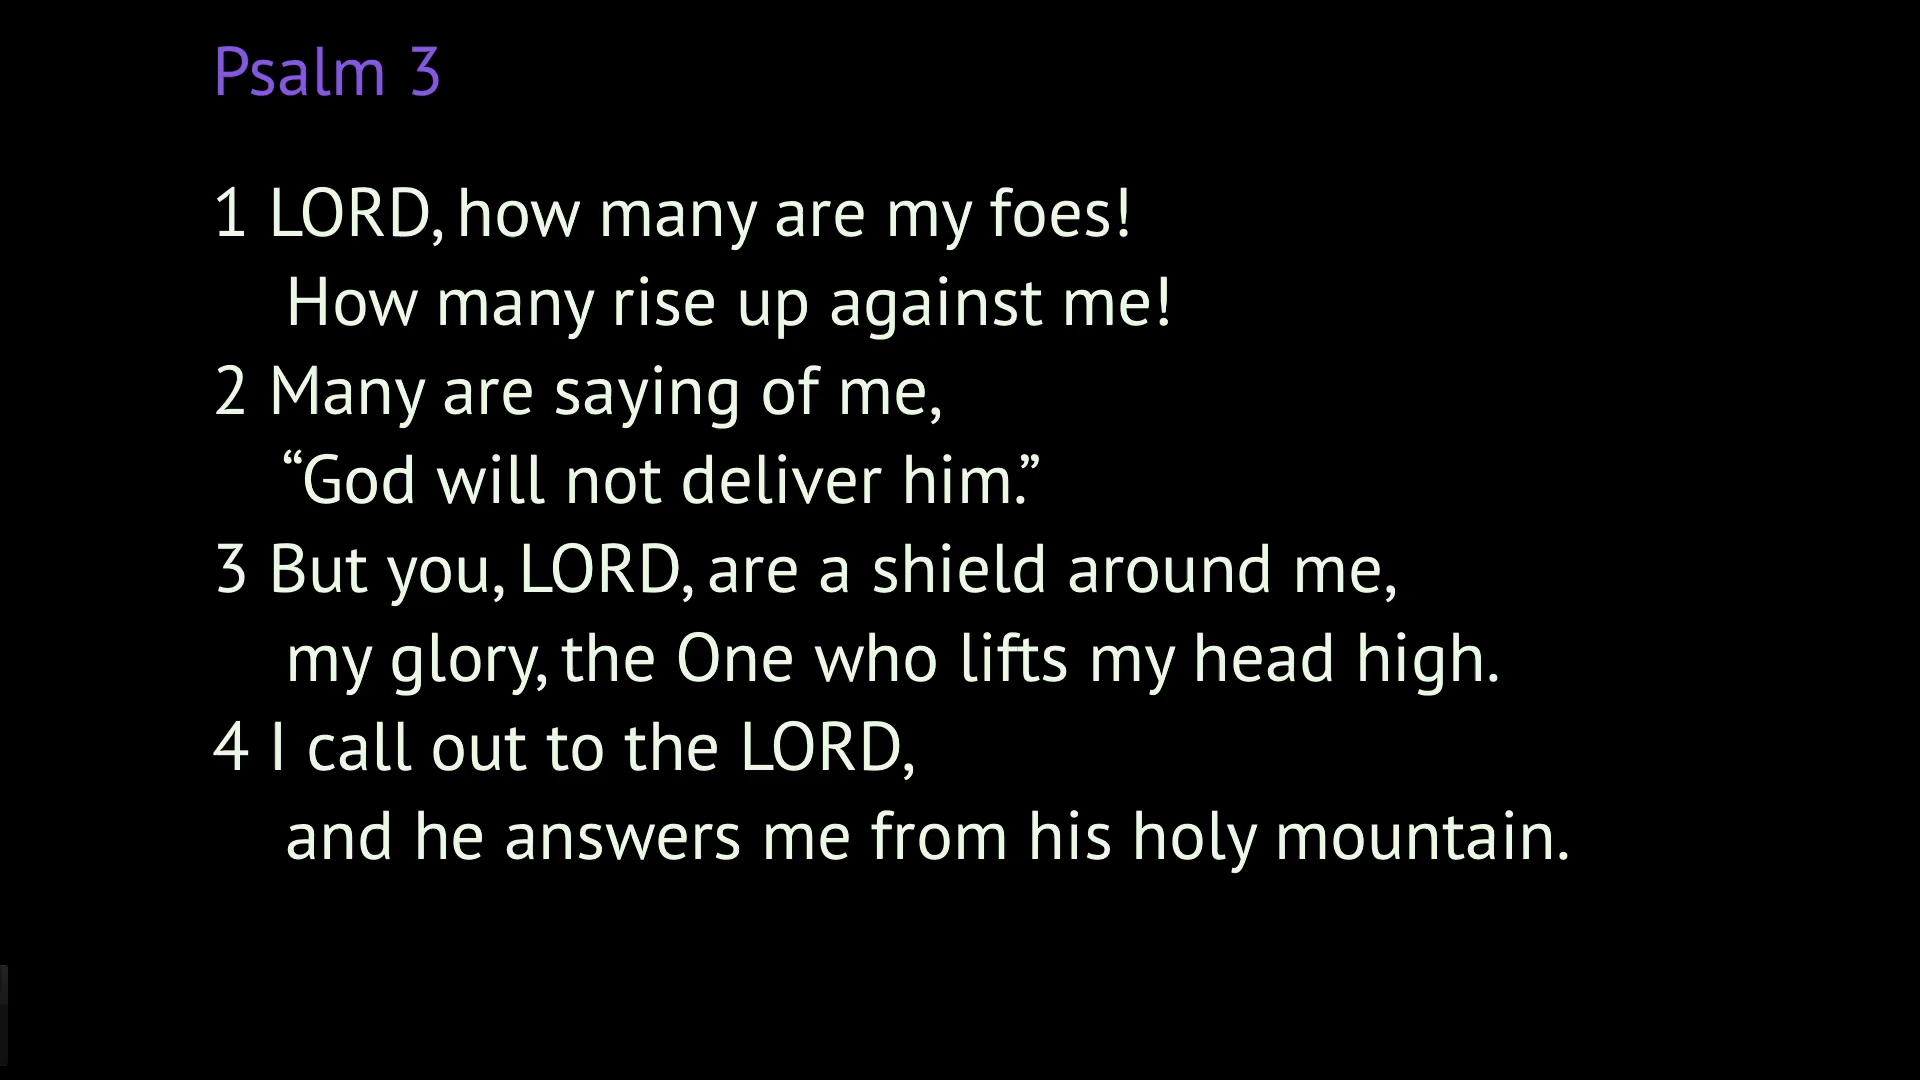 Psalm 3
1 LORD, how many are my foes!
How many rise up against me!
2 Many are saying of me,
“God will not deliver him.”
3 But you, LORD, are a shield around me,
my glory, the One who lifts my head high.
4 I call out to the LORD,
and he answers me from his holy mountain.